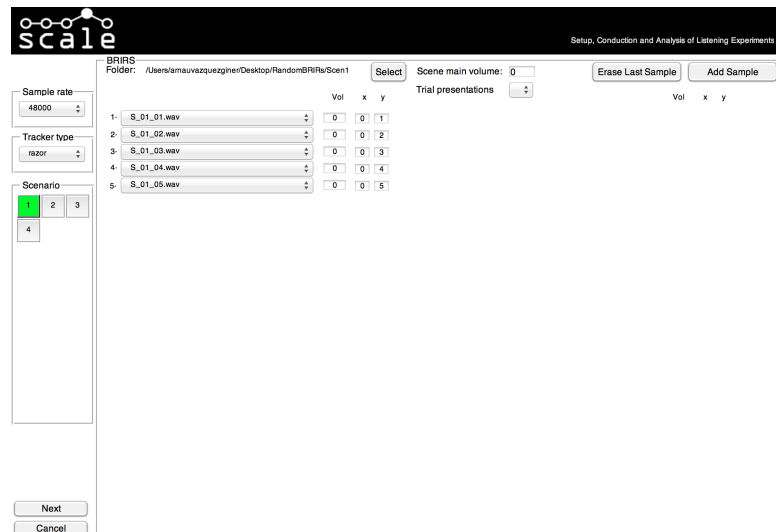 scale
Setup, Conduction and Analysis of Listening Experiments
BRIRS
Folder: /Users/arnauvazquezginer/Desktop/RandomBRIRs/Scen1 Select Scene main volume: 0 Erase Last Sample Add Sample
Trial presentations
Vol x y Vol x y
Sample rate
48000
Tracker type
razor
Scenario
1 2 3
4
1- S_01_01.wav 0 0 1
2- S_01_02.wav 0 0 2
3- S_01_03.wav 0 0 3
4- S_01_04.wav 0 0 4
5- S_01_05.wav 0 0 5
Next
Cancel